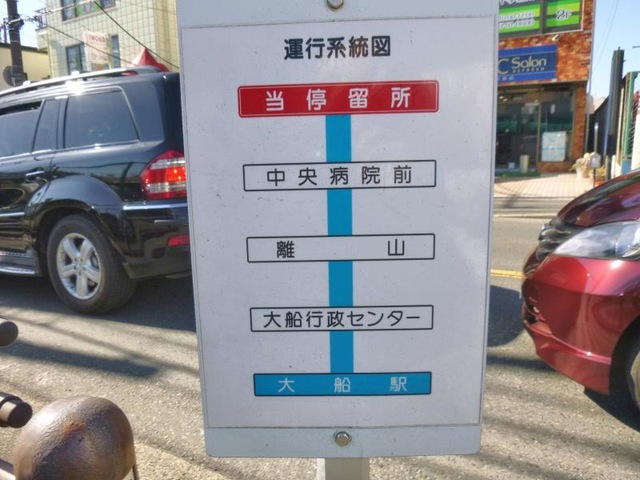 運行系統図
当停留所
中央病院前
離山
大船行政センター
大船駅
C Salon
2F